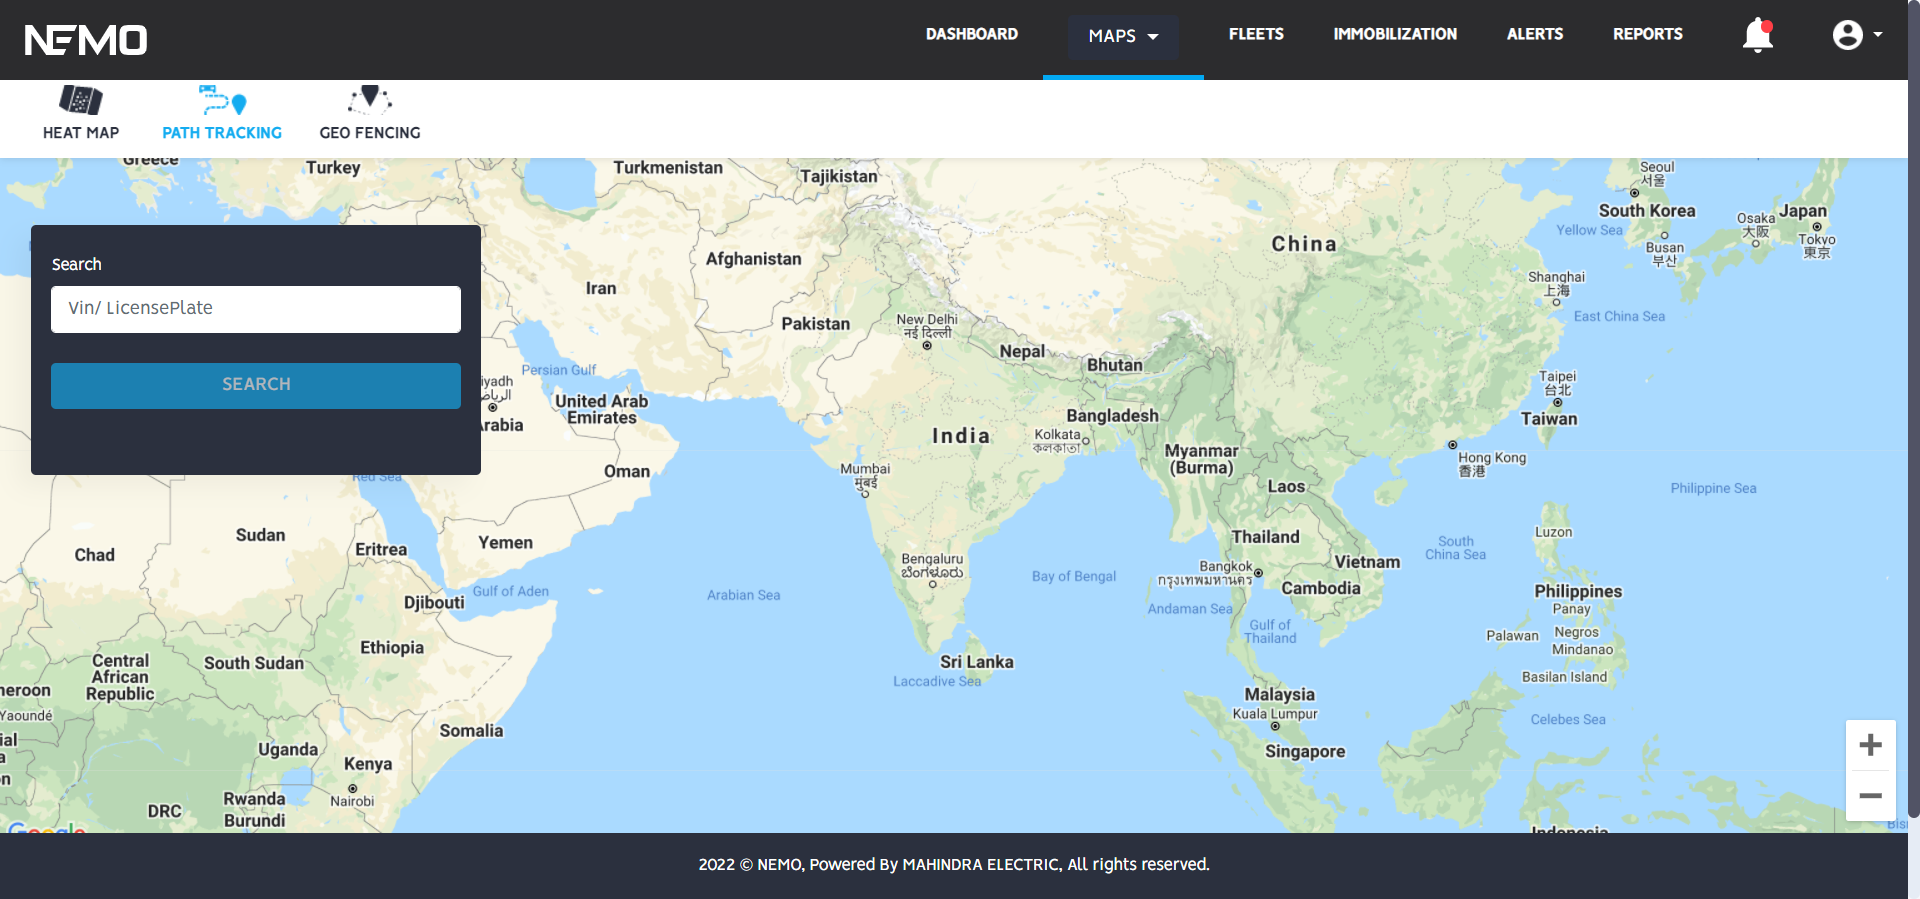 NEMO
DASHBOARD
MAPS
FLEETS
IMMOBILIZATION
ALERTS
REPORTS
HEAT MAP
PATH TRACKING
GEO FENCING
Search
Vin/ LicensePlate
SEARCH
Greece
Turkey
Turkmenistan
Tajikistan
Seoul
서울
South Korea
Osaka
大阪
Japan
Yellow Sea
Busan
부산
Tokyo
東京
China
Afghanistan
Iran
Shanghai
上海
East China Sea
Pakistan
New Delhi
नई दिल्ली
Nepal
Bhutan
Persian Gulf
iyadh
الرياض
rabia
United Arab
Emirates
Taipei
台北
Taiwan
Bangladesh
India
Kolkata
কলকাতা
Myanmar
(Burma)
Hong Kong
香港
Mumbai
मुंबई
Oman
Red Sea
Laos
Philippine Sea
Chad
Sudan
Eritrea
Yemen
Thailand
Luzon
South
China Sea
Vietnam
Bengaluru
ಬೆಂಗಳೂರು
Bay of Bengal
Bangkok
กรุงเทพมหานคร
Cambodia
Djibouti
Gulf of Aden
Arabian Sea
Andaman Sea
Philippines
Panay
Gulf of
Thailand
Palawan
Negros
Mindanao
Ethiopia
Central
African
Republic
South Sudan
Sri Lanka
Laccadive Sea
Basilan Island
meroon
Yaoundé
Malaysia
Kuala Lumpur
Celebes Sea
Somalia
ial
a
on
Uganda
Kenya
Singapore
Nairobi
DRC
Rwanda
Burundi
Google
Indonesia
Bis
2022 © NEMO, Powered By MAHINDRA ELECTRIC, All rights reserved.